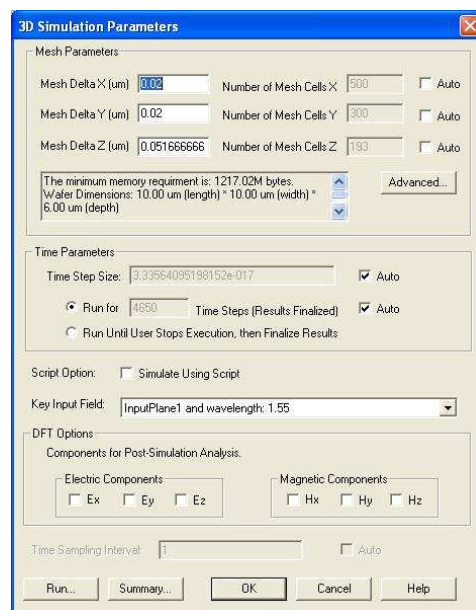 3D Simulation Parameters
Mesh Parameters
Mesh Delta X (um) 0.02 Number of Mesh Cells X 500 Auto
Mesh Delta Y (um) 0.02 Number of Mesh Cells Y 300 Auto
Mesh Delta Z (um) 0.051666666 Number of Mesh Cells Z 193 Auto
The minimum memory requirment is: 1217.02M bytes.
Wafer Dimensions: 10.00 um (length) * 10.00 um (width) *
6.00 um (depth)
Advanced...
Time Parameters
Time Step Size: 3.33564095198152e-017 Auto
Run for 4650 Time Steps (Results Finalized) Auto
Run Until User Stops Execution, then Finalize Results
Script Option: Simulate Using Script
Key Input Field: InputPlane1 and wavelength: 1.55
DFT Options
Components for Post-Simulation Analysis.
Electric Components Magnetic Components
Ex Ey Ez Hx Hy Hz
Time Sampling Interval: 1 Auto
Run... Summary... OK Cancel Help